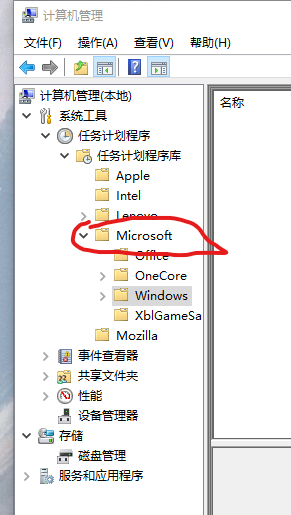 计算机管理
文件(F) 操作(A) 查看(V) 帮助(H)
计算机管理(本地)
名称
系统工具
任务计划程序
任务计划程序库
Apple
Intel
Lenovo
Microsoft
Office
OneCore
Windows
XblGameSa
Mozilla
事件查看器
共享文件夹
性能
设备管理器
存储
磁盘管理
服务和应用程序